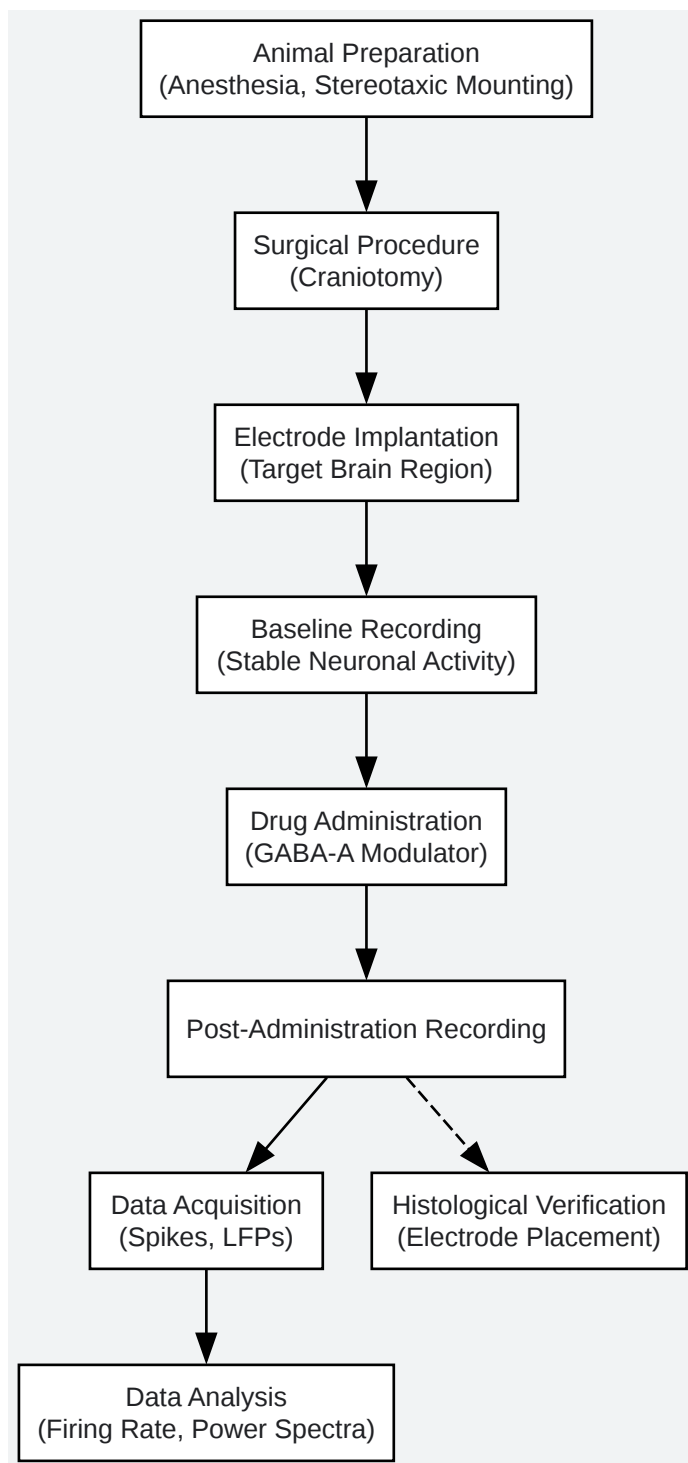 Animal Preparation
(Anesthesia, Stereotaxic Mounting)
Surgical Procedure
(Craniotomy)
Electrode Implantation
(Target Brain Region)
Baseline Recording
(Stable Neuronal Activity)
Drug Administration
(GABA-A Modulator)
Post-Administration Recording
Data Acquisition
(Spikes, LFPs)
Histological Verification
(Electrode Placement)
Data Analysis
(Firing Rate, Power Spectra)